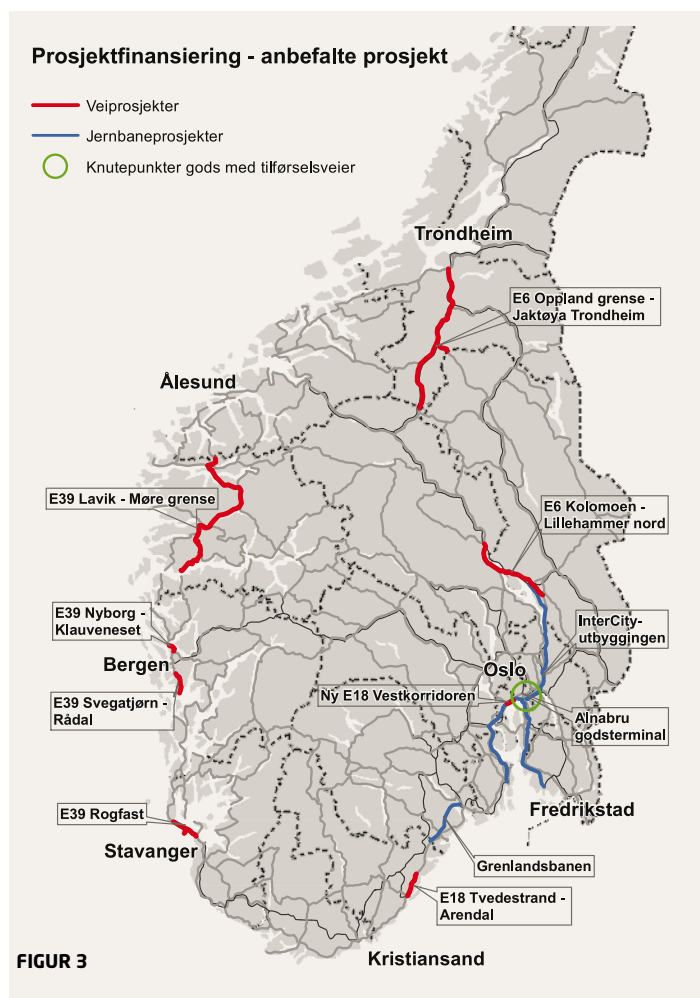 Prosjektfinansiering - anbefalte prosjekt
Veiprosjekter
Jernbaneprosjekter
Knutepunkter gods med tilførselsveier
Trondheim
E6 Oppland grense -
Jaktøya Trondheim
Ålesund
E39 Lavik - Møre grense
E6 Kolomoen -
Lillehammer nord
E39 Nyborg -
Klauveneset
InterCity-
utbyggingen
Bergen
Oslo
Ny E18 Vestkorridoren
E39 Svegatjørn -
Rådal
Alnabru
godsterminal
E39 Rogfast
Fredrikstad
Stavanger
Grenlandsbanen
E18 Tvedestrand -
Arendal
Kristiansand
FIGUR 3